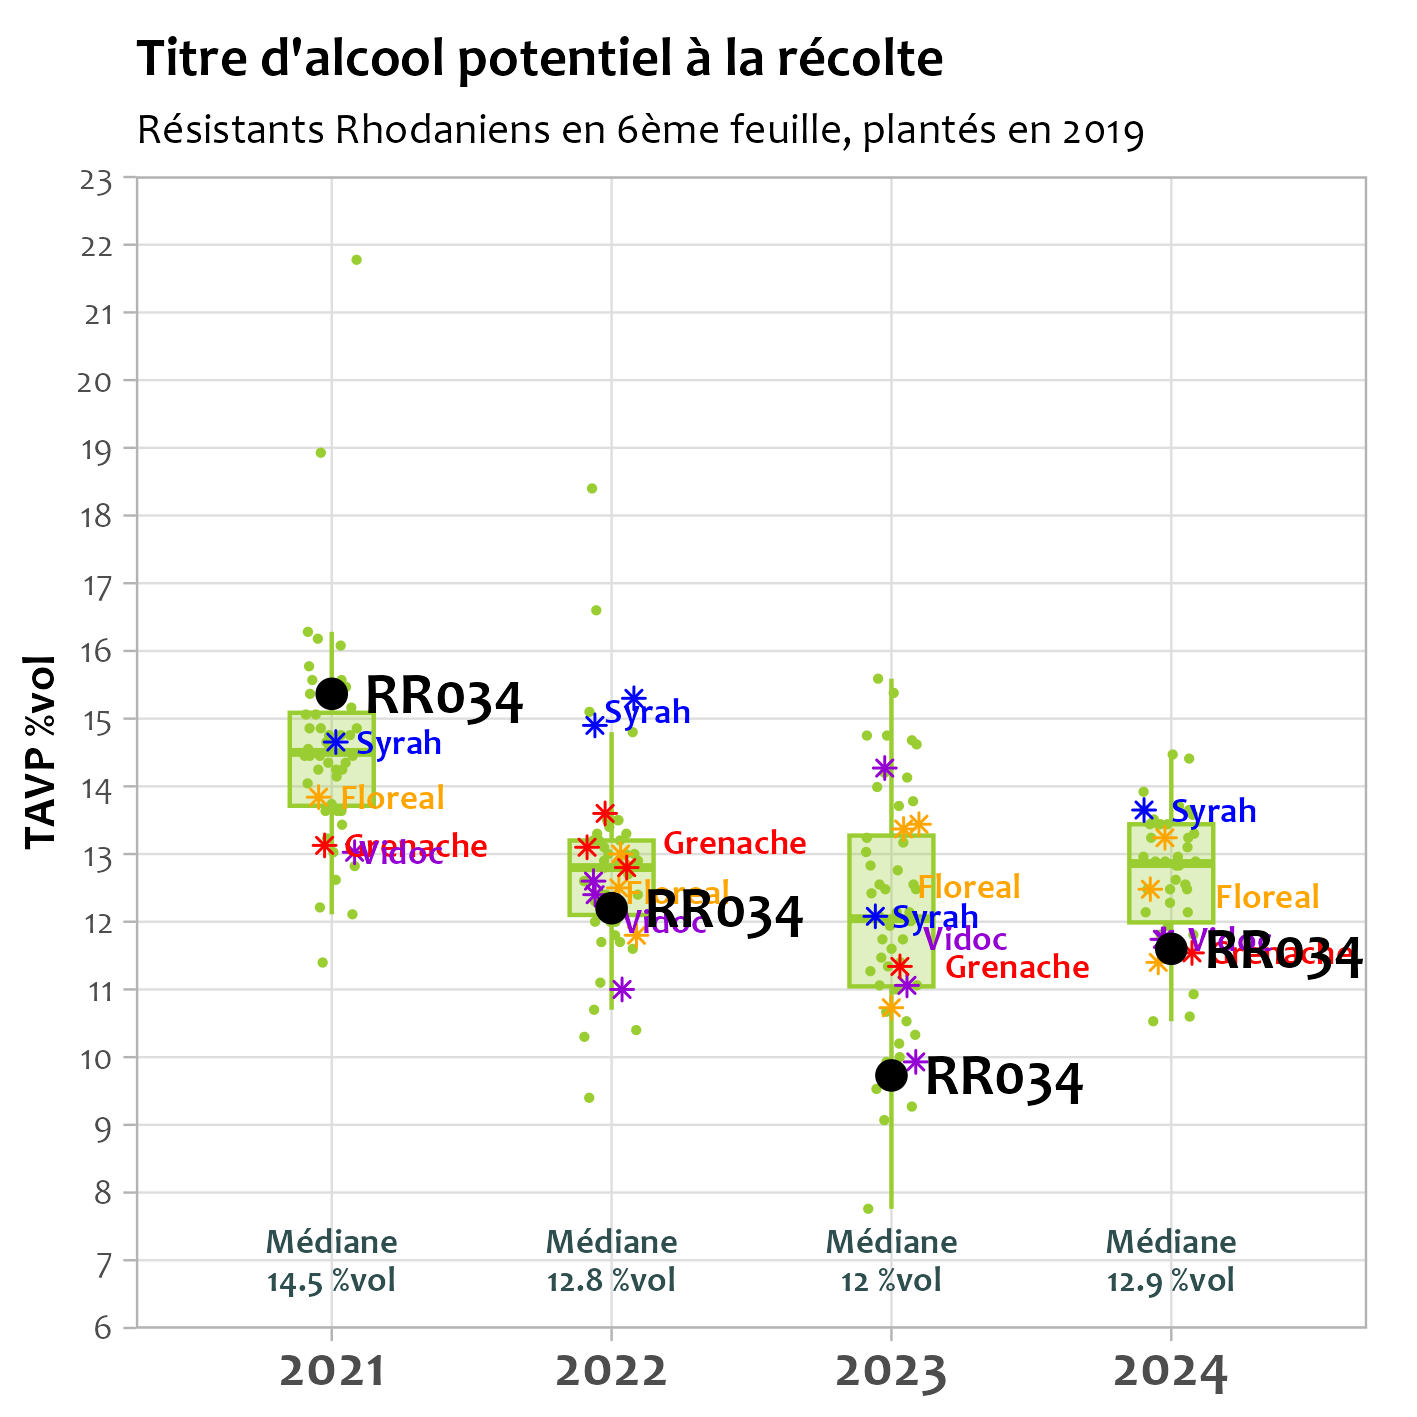 Titre d'alcool potentiel à la récolte
Résistants Rhodaniens en 6ème feuille, plantés en 2019
TAVP %vol
23
22
21
20
19
18
17
16
15
14
13
12
11
10
9
8
7
6
RR034
Syrah
Floreal
Grenache
Vidoc
Syrah
Grenache
Floreal
RR034
Vidoc
Floreal
Syrah
Vidoc
Grenache
RR034
Syrah
Floreal
Vidoc
RR034
Grenache
Médiane
14.5 %vol
Médiane
12.8 %vol
Médiane
12 %vol
Médiane
12.9 %vol
2021
2022
2023
2024